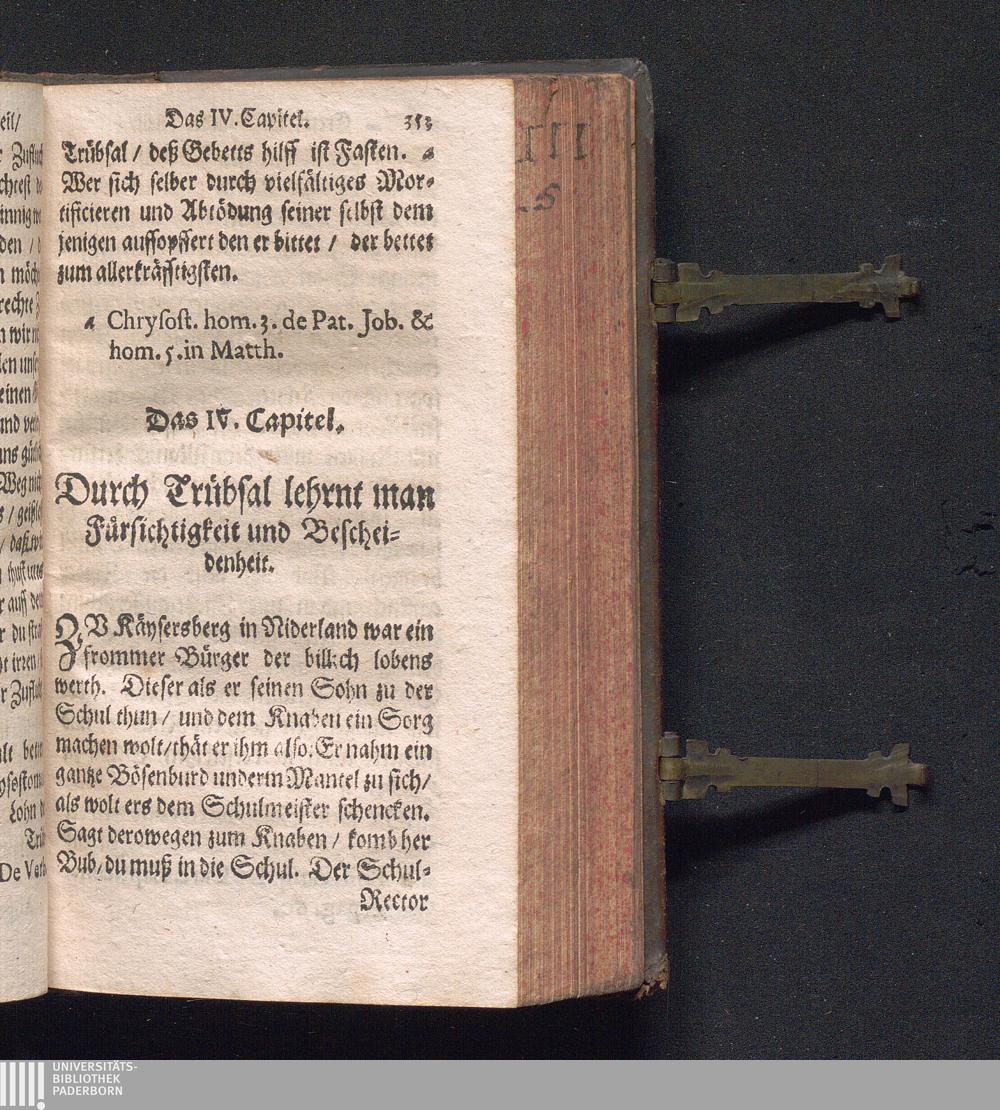 Das IV. Capitel. 353
Trübsal / deß Gebetts hilff ist Fasten. a
Wer sich selber durch vielfältiges Mor-
tificieren und Abtödung seiner selbst dem
jenigen auffopffert den er bittet / der bettet
zum allerkräfftigsten.
a Chrysost. hom. 3. de Pat. Job. &
hom. 5. in Matth.
Das IV. Capitel.
Durch Trübsal lehrnt man
Fürsichtigkeit und Beschei-
denheit.
ZV Käysersberg in Niderland war ein
frommer Bürger der billich lobens
werth. Dieser als er seinen Sohn zu der
Schul thun / und dem Knaben ein Sorg
machen wolt / thät er ihm also. Er nahm ein
gantze Bösenburd underm Mantel zu sich /
als wolt ers dem Schulmeister schencken.
Sagt derowegen zum Knaben / komb her
Bub / du muß in die Schul. Der Schul-
Rector
III
.5
UNIVERSITÄTS-
BIBLIOTHEK
PADERBORN